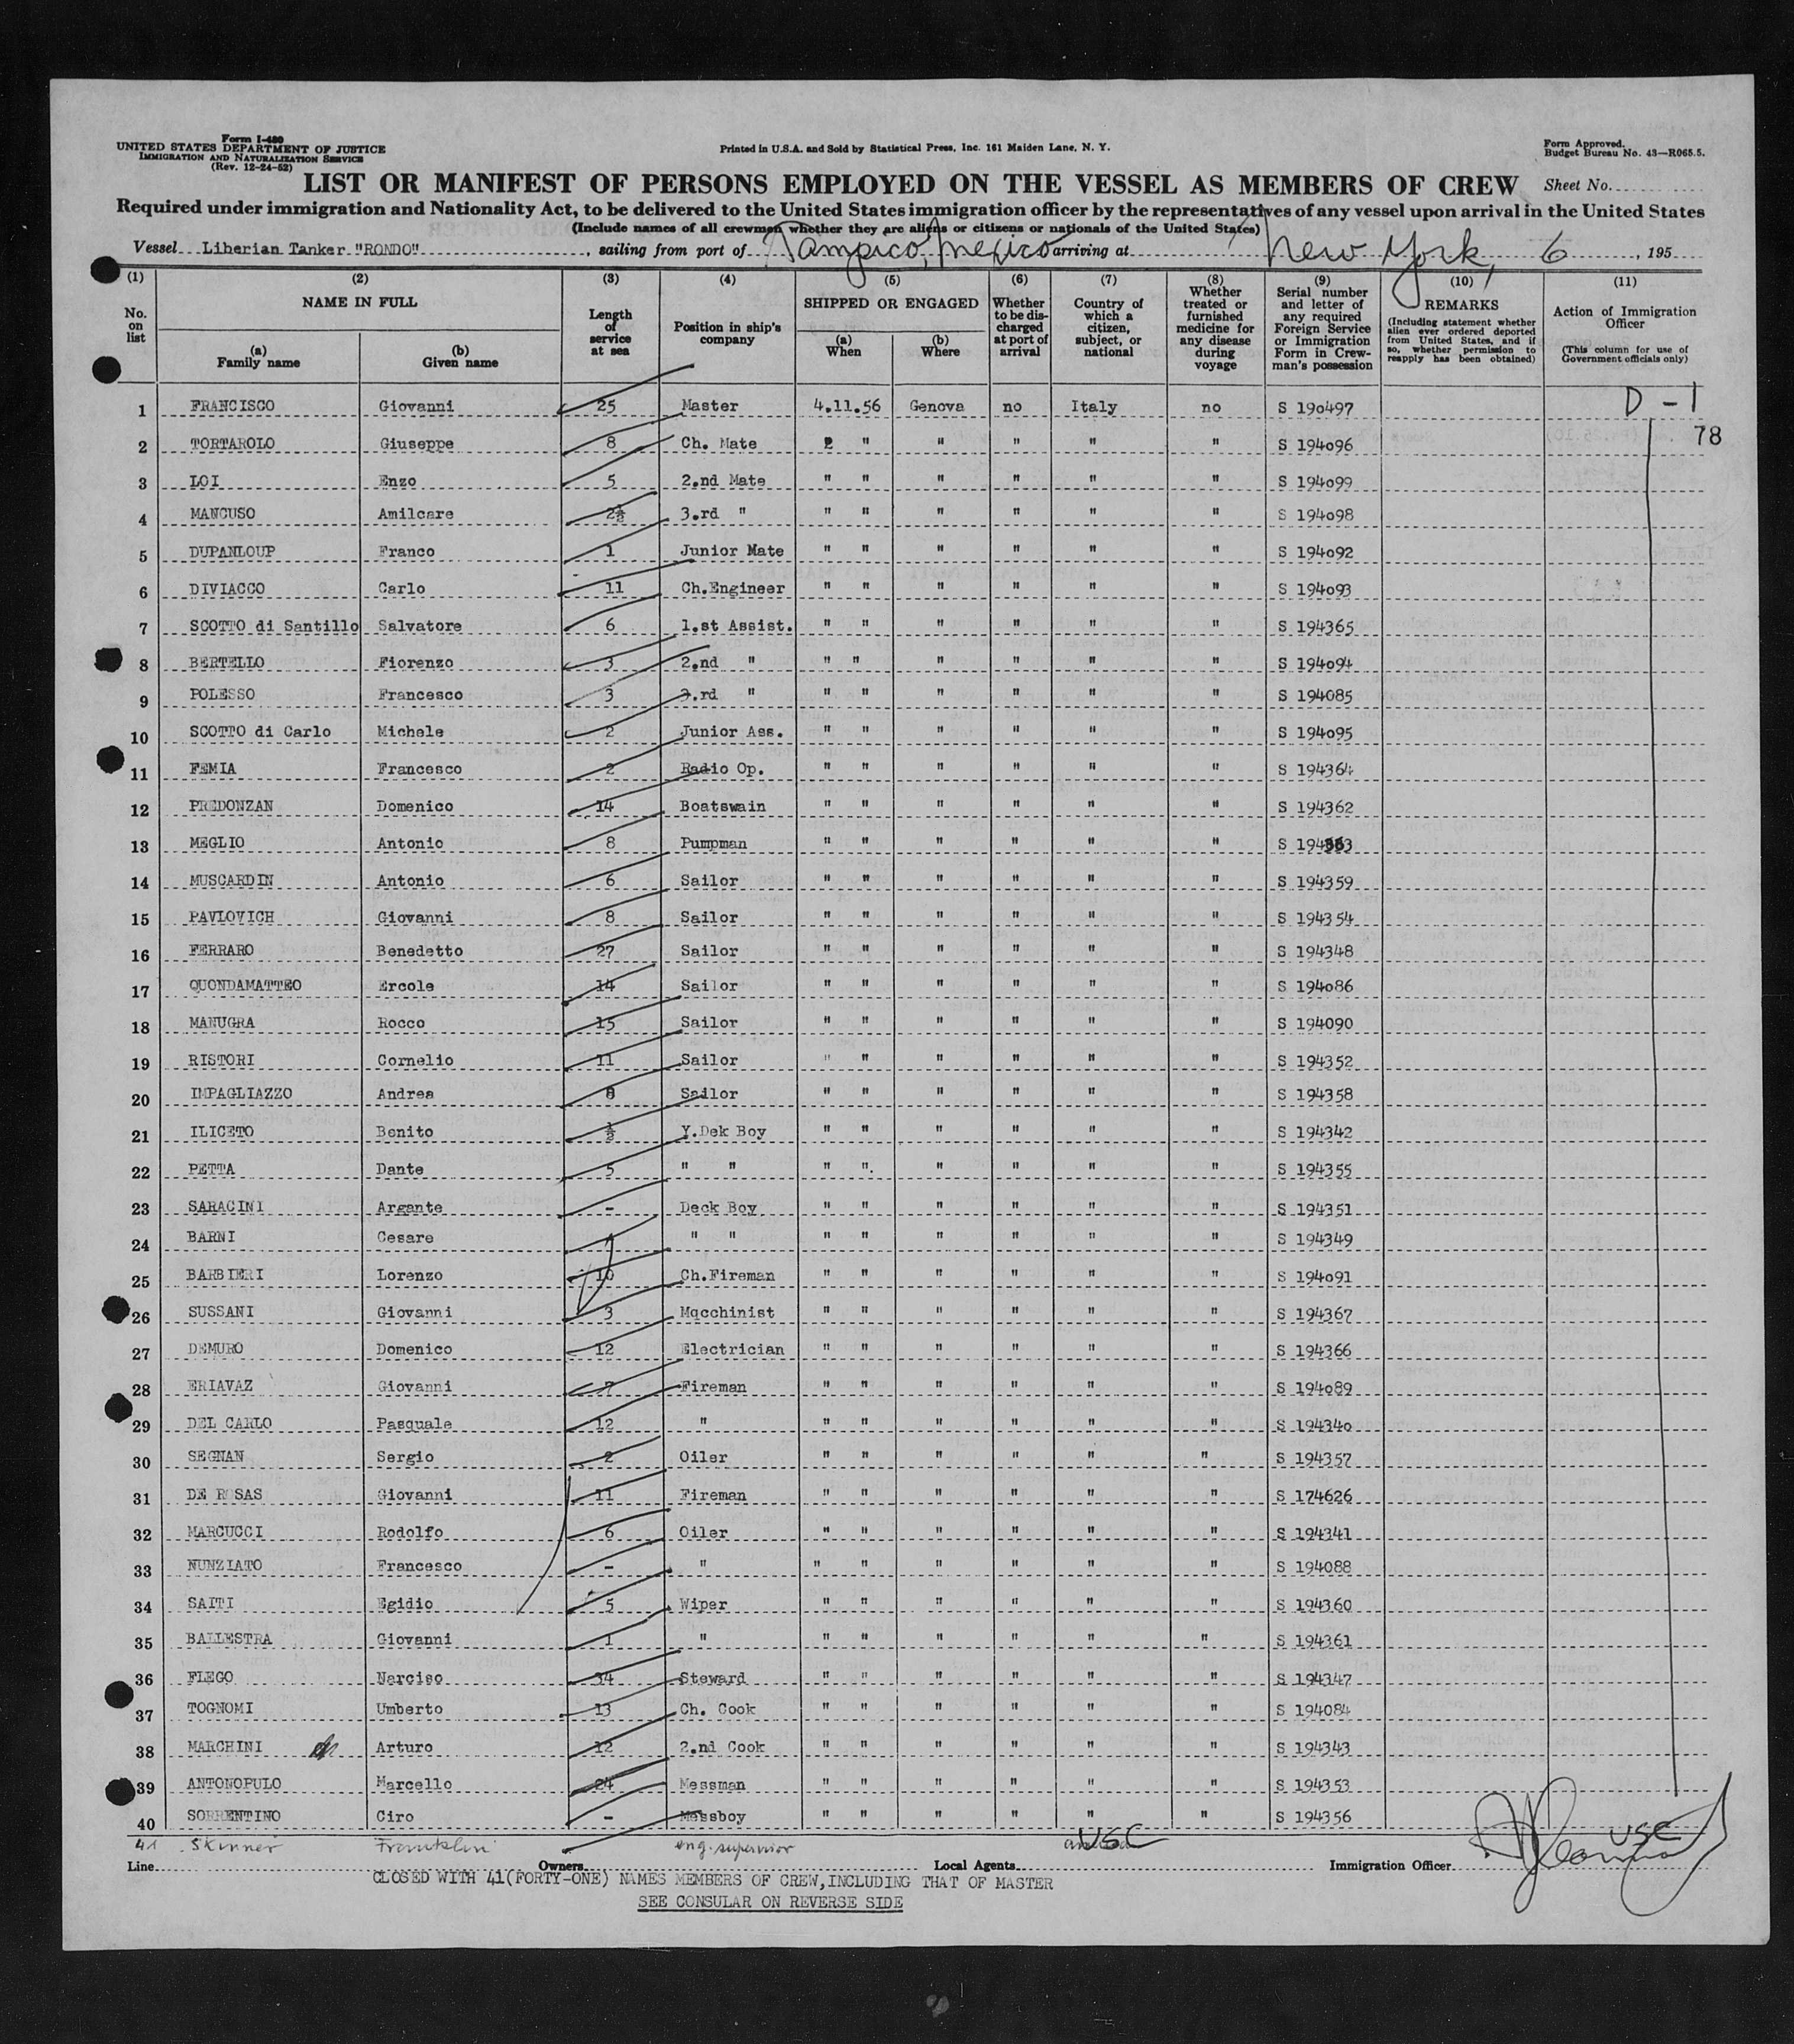 Form I-480
UNITED STATES DEPARTMENT OF JUSTICE
IMMIGRATION AND NATURALIZATION SERVICE
(Rev. 12-24-52)
Printed in U.S.A. and Sold by Statistical Press, Inc. 161 Maiden Lane, N. Y.
Form Approved.
Budget Bureau No. 43—R065.5.
LIST OR MANIFEST OF PERSONS EMPLOYED ON THE VESSEL AS MEMBERS OF CREW Sheet No.
Required under immigration and Nationality Act, to be delivered to the United States immigration officer by the representatives of any vessel upon arrival in the United States
(Include names of all crewmen whether they are aliens or citizens or nationals of the United States)
Vessel Liberian Tanker "RONDO", sailing from port of Tampico, Mexico arriving at New York, 6, 195
(1) (2) (3) (4) (5) (6) (7) (8) (9) (10) (11)
No. on list
NAME IN FULL
(a) Family name
(b) Given name
Length of service at sea
Position in ship's company
SHIPPED OR ENGAGED
(a) When
(b) Where
Whether to be discharged at port of arrival
Country of which a citizen, subject, or national
Whether treated or furnished medicine for any disease during voyage
Serial number and letter of any required Foreign Service or Immigration Form in Crewman's possession
REMARKS
(Including statement whether alien ever ordered deported from United States, and if so, whether permission to reapply has been obtained)
Action of Immigration Officer
(This column for use of Government officials only)
1 FRANCISCO Giovanni 25 Master 4.11.56 Genova no Italy no S 190497 D - 1
78
2 TORTAROLO Giuseppe 8 Ch. Mate 2 " " " " " S 194096
3 LOI Enzo 5 2.nd Mate " " " " " " S 194099
4 MANCUSO Amilcare 2½ 3.rd " " " " " " " S 194098
5 DUPANLOUP Franco 1 Junior Mate " " " " " " S 194092
6 DIVIACCO Carlo 11 Ch.Engineer " " " " " " S 194093
7 SCOTTO di Santillo Salvatore 6 1.st Assist. " " " " " " S 194365
8 BERTELLO Fiorenzo 3 2.nd " " " " " " " S 194094
9 POLESSO Francesco 3 3.rd " " " " " " " S 194085
10 SCOTTO di Carlo Michele 2 Junior Ass. " " " " " " S 194095
11 FEMIA Francesco 2 Radio Op. " " " " " " S 194364
12 PREDONZAN Domenico 14 Boatswain " " " " " " S 194362
13 MEGLIO Antonio 8 Pumpman " " " " " "
14 MUSCARDIN Antonio 6 Sailor " " " " " " S 194359
15 PAVLOVICH Giovanni 8 Sailor " " " " " " S 194354
16 FERRARO Benedetto 27 Sailor " " " " " " S 194348
17 QUONDAMATTEO Ercole 14 Sailor " " " " " " S 194086
18 MANUGRA Rocco 15 Sailor " " " " " " S 194090
19 RISTORI Cornelio 11 Sailor " " " " " " S 194352
20 IMPAGLIAZZO Andrea 8 Sailor " " " " " " S 194358
21 ILICETO Benito ½ Y.Dek Boy " " " " " " S 194342
22 PETTA Dante 5 " " " " " " " " S 194355
23 SARACINI Argante - Deck Boy " " " " " " S 194351
24 BARNI Cesare " " " " " " " " S 194349
25 BARBIERI Lorenzo 10 Ch.Fireman " " " " " " S 194091
26 SUSSANI Giovanni 3 Mqcchinist " " " " " " S 194367
27 DEMURO Domenico 12 Electrician " " " " " " S 194366
28 ERIAVAZ Giovanni 7 Fireman " " " " " " S 194089
29 DEL CARLO Pasquale 12 " " " " " " " S 194340
30 SEGNAN Sergio 2 Oiler " " " " " " S 194357
31 DE ROSAS Giovanni 11 Fireman " " " " " " S 174626
32 MARCUCCI Rodolfo 6 Oiler " " " " " " S 194341
33 NUNZIATO Francesco - " " " " " " " S 194088
34 SAITI Egidio 5 Wiper " " " " " " S 194360
35 BALLESTRA Giovanni 1 " " " " " " " S 194361
36 FLEGO Narciso 34 Steward " " " " " " S 194347
37 TOGNOMI Umberto 13 Ch. Cook " " " " " " S 194084
38 MARCHINI Arturo 12 2.nd Cook " " " " " " S 194343
39 ANTONOPULO Marcello 24 Messman " " " " " " S 194353
40 SORRENTINO Ciro - Messboy " " " " " " S 194356
41 Skinner Franklin eng. supervior USC USC
Line Owners Local Agents Immigration Officer
CLOSED WITH 41(FORTY-ONE) NAMES MEMBERS OF CREW,INCLUDING THAT OF MASTER
SEE CONSULAR ON REVERSE SIDE